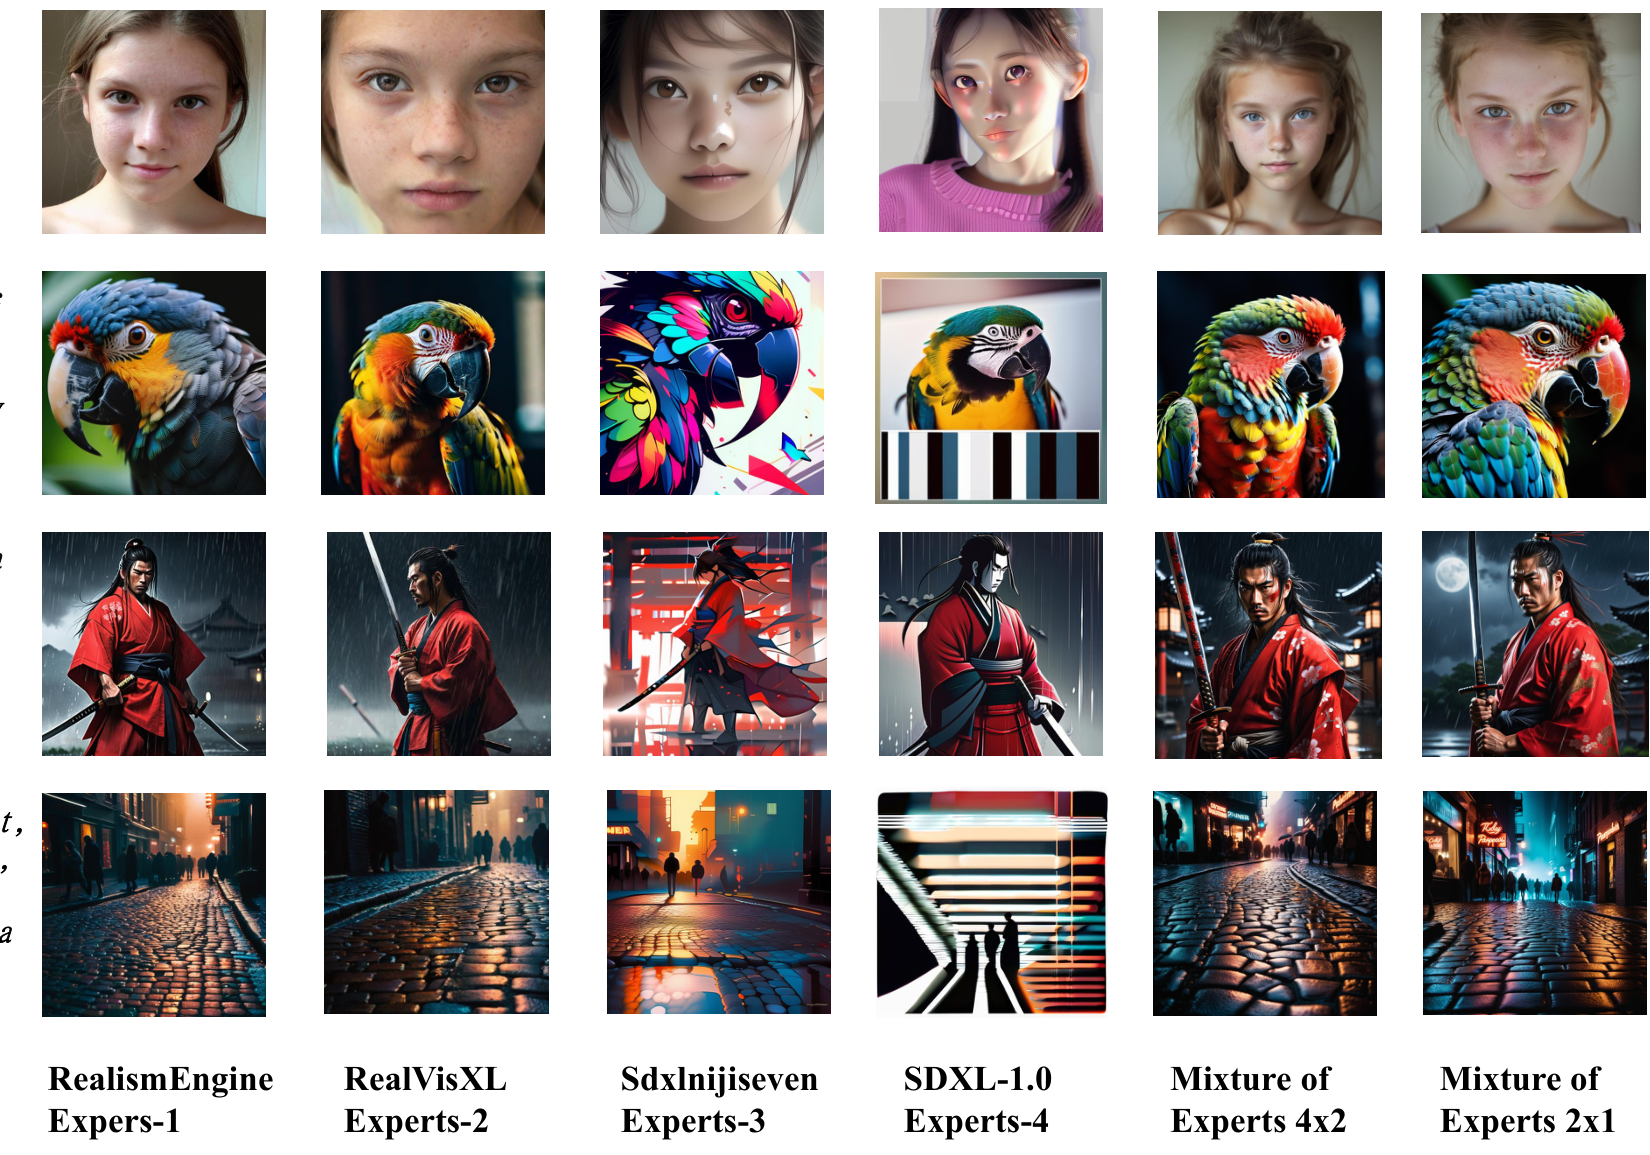 t,
,
a
RealismEngine
Expers-1
RealVisXL
Experts-2
Sdxlnijiseven
Experts-3
SDXL-1.0
Experts-4
Mixture of
Experts 4x2
Mixture of
Experts 2x1